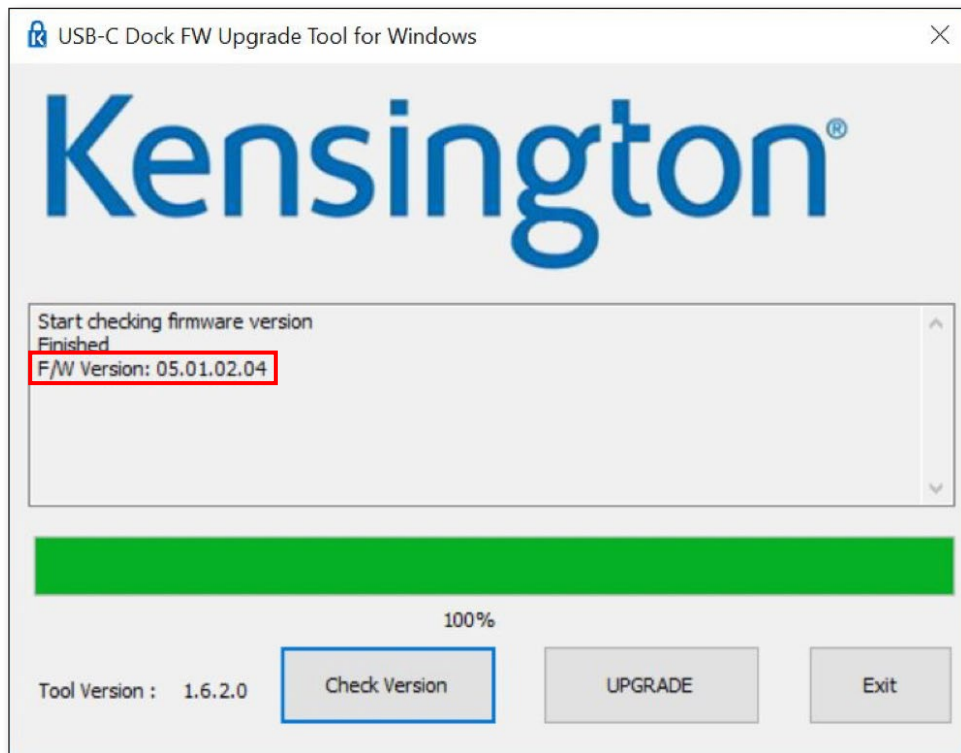 USB-C Dock FW Upgrade Tool for Windows
Kensington®
Start checking firmware version
Finished
F/W Version: 05.01.02.04
100%
Tool Version : 1.6.2.0
Check Version
UPGRADE
Exit